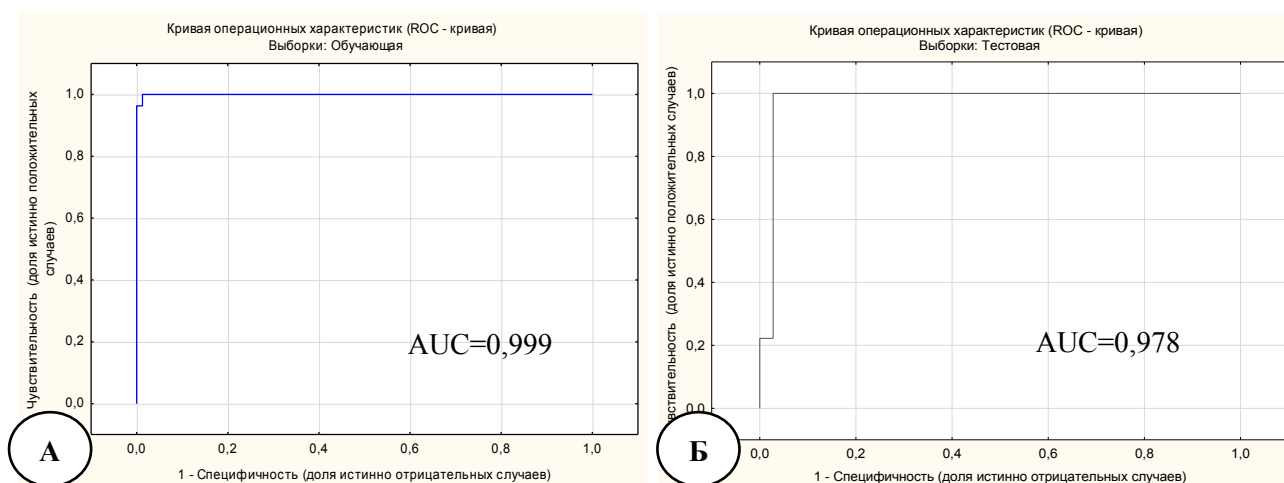 Кривая операционных характеристик (ROC - кривая)
Выборки: Обучающая
Чувствительность (доля истинно положительных
случаев)
1,0
0,8
0,6
0,4
0,2
0,0
AUC=0,999
0,0 0,2 0,4 0,6 0,8 1,0
1 - Специфичность (доля истинно отрицательных случаев)
А
Кривая операционных характеристик (ROC - кривая)
Выборки: Тестовая
вствительность (доля истинно положительных случаев)
1,0
0,8
0,6
0,4
0,2
0,0
AUC=0,978
0,0 0,2 0,4 0,6 0,8 1,0
1 - Специфичность (доля истинно отрицательных случаев)
Б